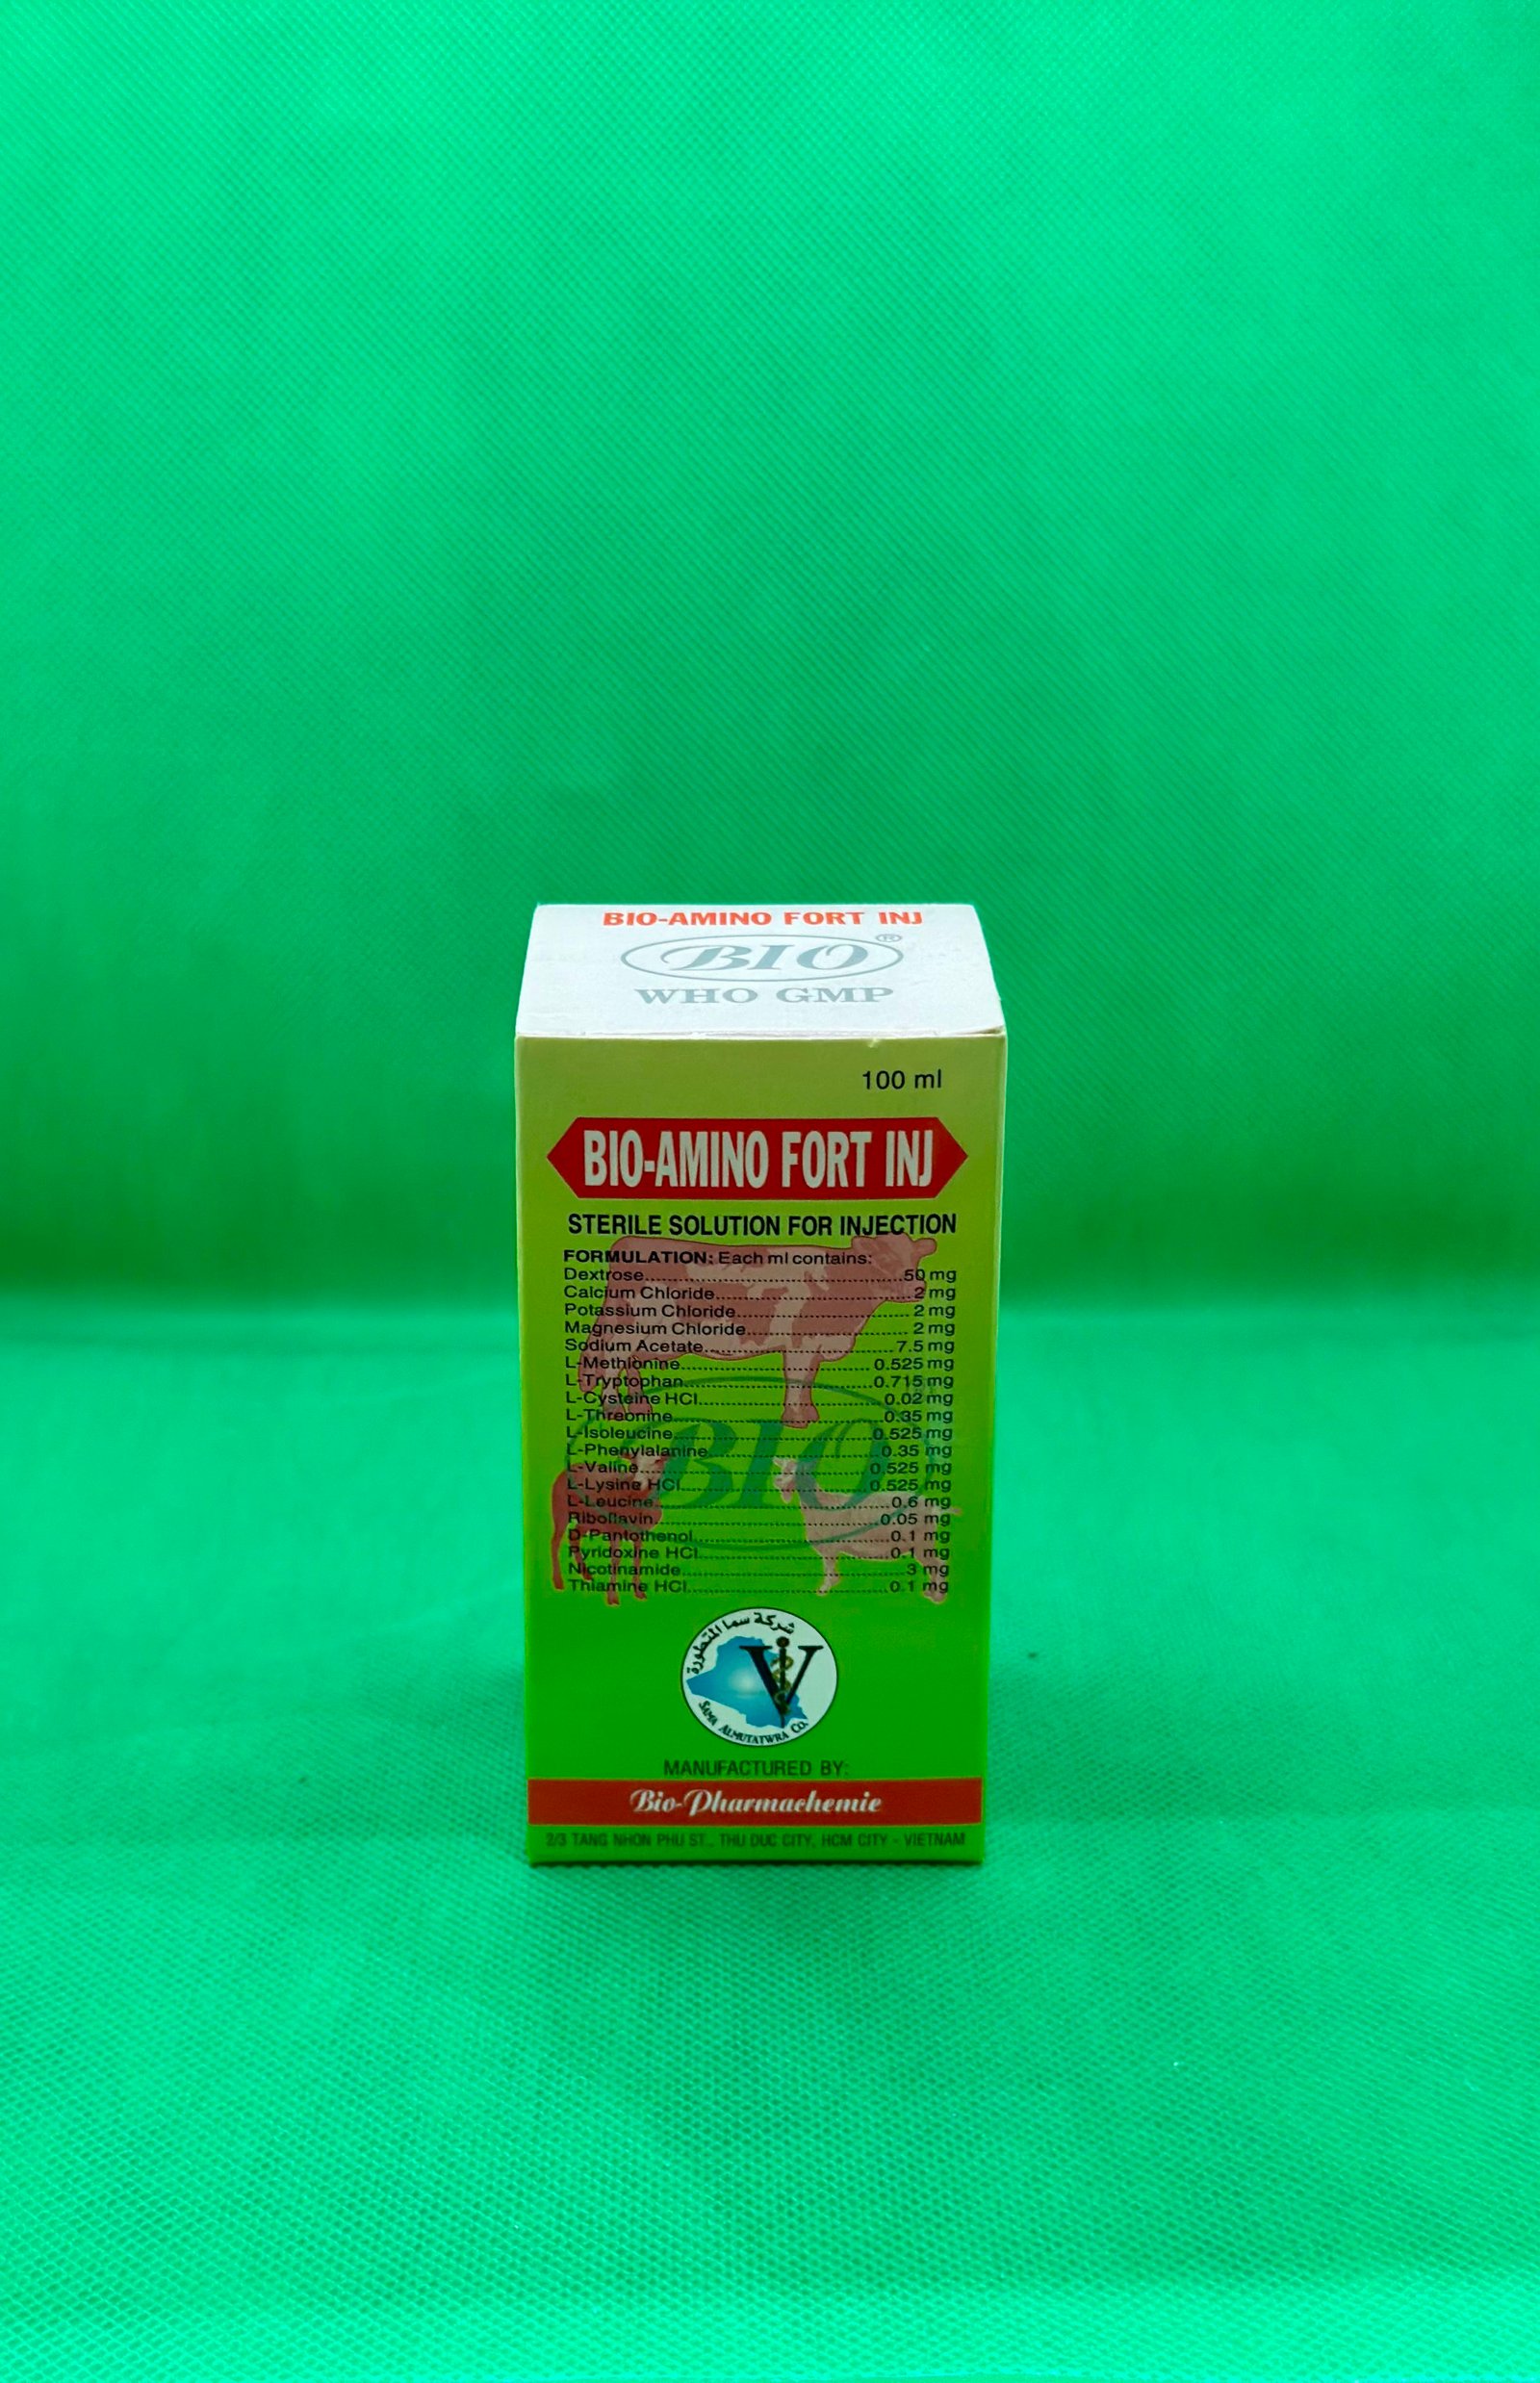 BIO-AMINO FORT INJ
BIO®
WHO GMP
100 ml
BIO-AMINO FORT INJ
STERILE SOLUTION FOR INJECTION
FORMULATION: Each ml contains:
Dextrose..............................50 mg
Calcium Chloride..............................2 mg
Potassium Chloride..............................2 mg
Magnesium Chloride..............................2 mg
Sodium Acetate..............................7.5 mg
L-Methionine..............................0.525 mg
L-Tryptophan..............................0.715 mg
L-Cysteine HCl..............................0.02 mg
L-Threonine..............................0.35 mg
L-Isoleucine..............................0.525 mg
L-Phenylalanine..............................0.35 mg
L-Valine..............................0.525 mg
L-Lysine HCl..............................0.525 mg
L-Leucine..............................0.6 mg
Riboflavin..............................0.05 mg
D-Pantothenol..............................0.1 mg
Pyridoxine HCl..............................0.1 mg
Nicotinamide..............................3 mg
Thiamine HCl..............................0.1 mg
BIO
شركة سما المتطورة
V
SAMA ALMUTATWRA CO.
MANUFACTURED BY:
Bio-Pharmachemie
2/3 TANG NHON PHU ST., THU DUC CITY, HCM CITY - VIETNAM